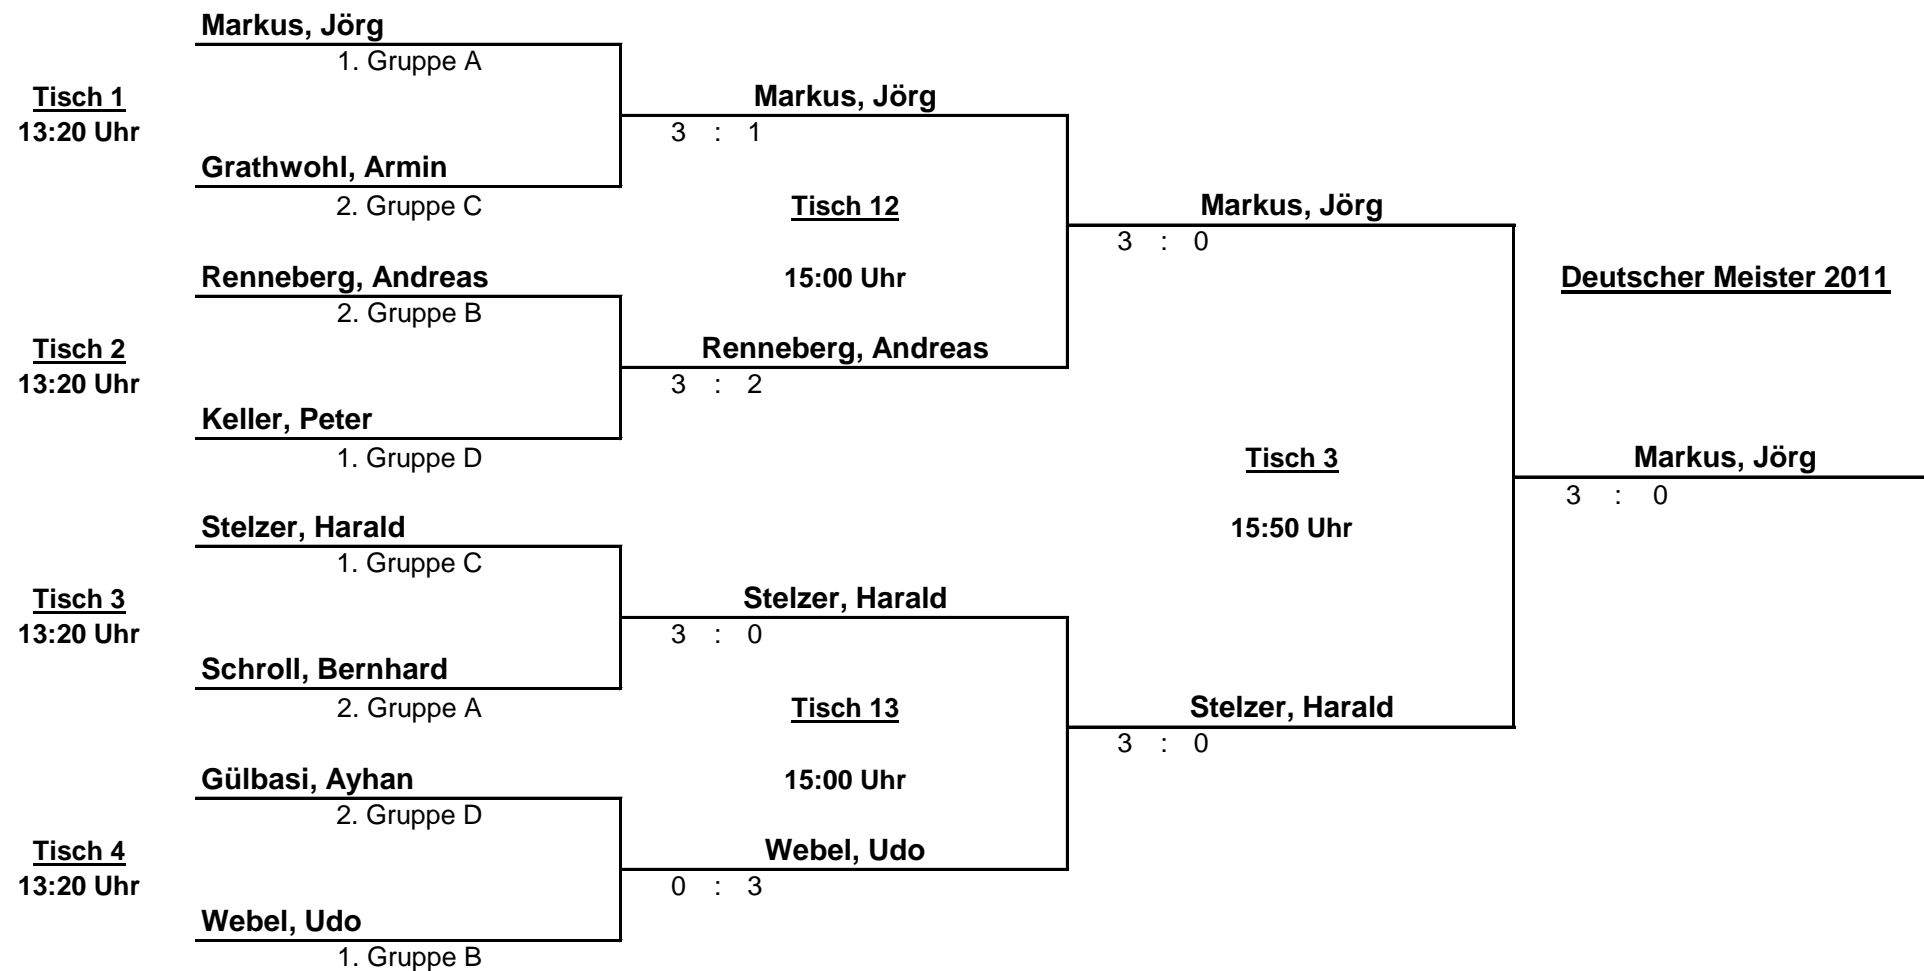 Markus, Jörg
1. Gruppe A
Tisch 1
Markus, Jörg
13:20 Uhr
3 : 1
Grathwohl, Armin
2. Gruppe C
Tisch 12
Markus, Jörg
3 : 0
Renneberg, Andreas
15:00 Uhr
Deutscher Meister 2011
2. Gruppe B
Tisch 2
Renneberg, Andreas
13:20 Uhr
3 : 2
Keller, Peter
1. Gruppe D
Tisch 3
Markus, Jörg
3 : 0
Stelzer, Harald
15:50 Uhr
1. Gruppe C
Tisch 3
Stelzer, Harald
13:20 Uhr
3 : 0
Schroll, Bernhard
2. Gruppe A
Tisch 13
Stelzer, Harald
3 : 0
Gülbasi, Ayhan
15:00 Uhr
2. Gruppe D
Tisch 4
Webel, Udo
13:20 Uhr
0 : 3
Webel, Udo
1. Gruppe B